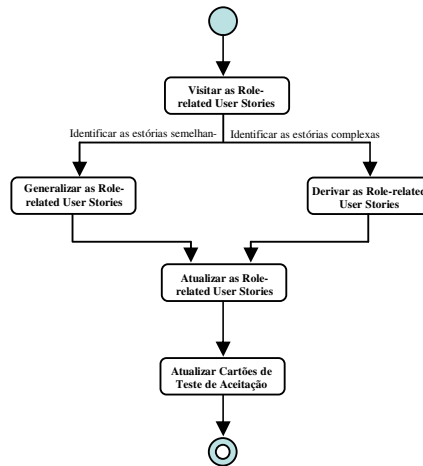 Visitar as Role-
related User Stories
Identificar as estórias semelhan-
Identificar as estórias complexas
Generalizar as Role-
related User Stories
Derivar as Role-related
User Stories
Atualizar as Role-
related User Stories
Atualizar Cartões de
Teste de Aceitação